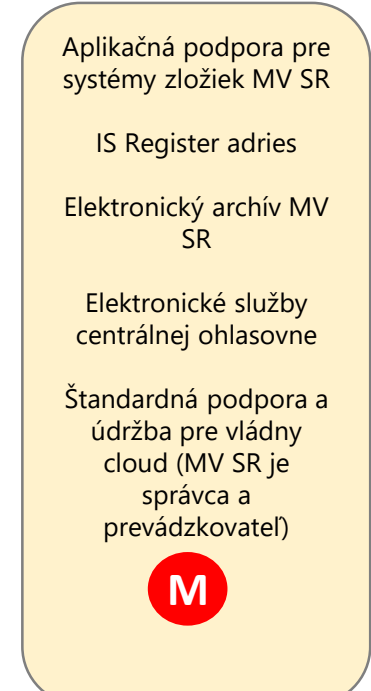 Aplikačná podpora pre
systémy zložiek MV SR
IS Register adries
Elektronický archív MV
SR
Elektronické služby
centrálnej ohlasovne
Štandardná podpora a
údržba pre vládny
cloud (MV SR je
správca a
prevádzkovateľ)
M